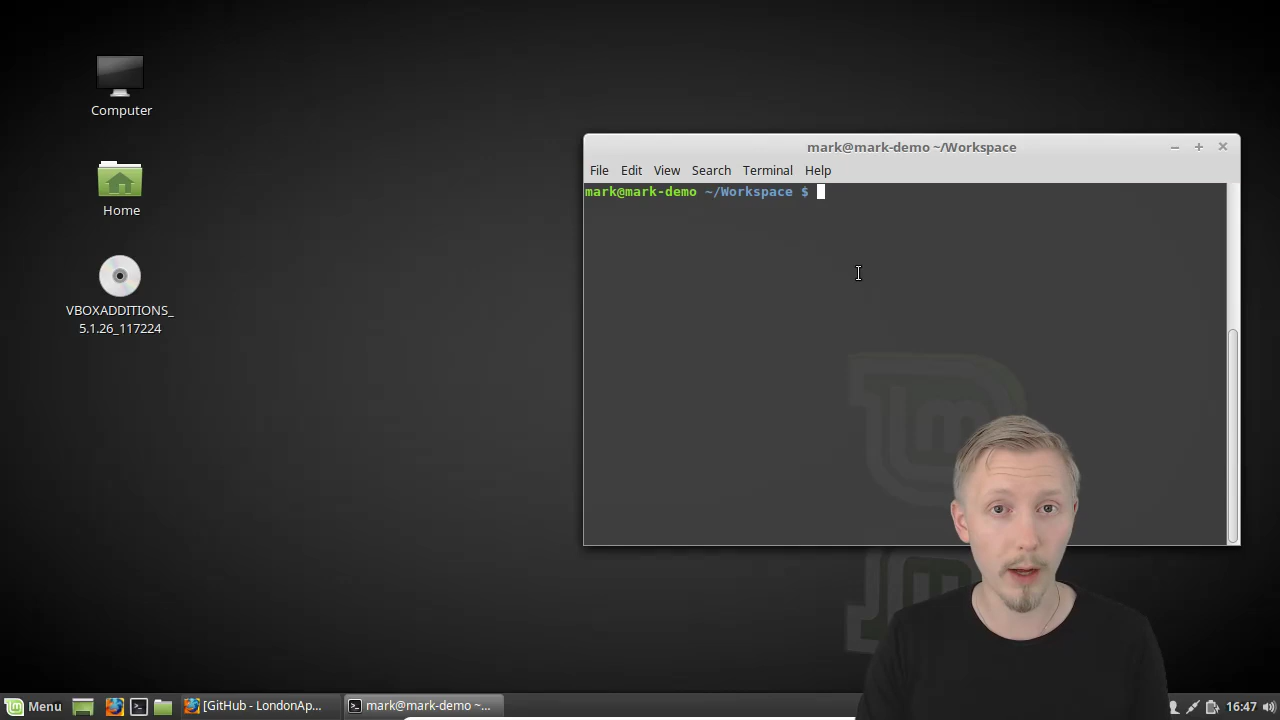 Computer
Home
VBOXADDITIONS_
5.1.26_117224
mark@mark-demo ~/Workspace
File Edit View Search Terminal Help
mark@mark-demo ~/Workspace $
Menu
[GitHub - LondonAp...
mark@mark-demo ~...
16:47